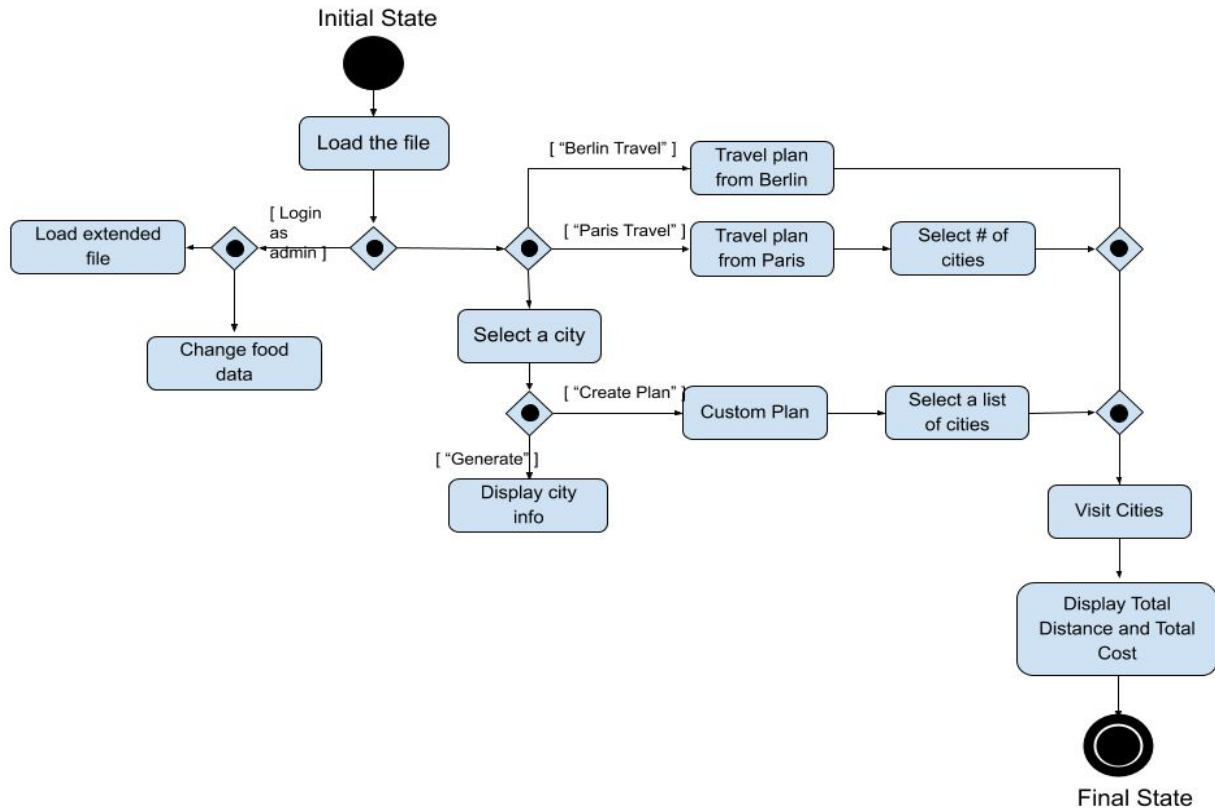 Initial State
Load the file
[ “Berlin Travel” ]
Travel plan
from Berlin
[ Login
as
admin ]
Load extended
file
[ “Paris Travel” ]
Travel plan
from Paris
Select # of
cities
Select a city
Change food
data
[ “Create Plan” ]
Custom Plan
Select a list
of cities
[ “Generate” ]
Display city
info
Visit Cities
Display Total
Distance and Total
Cost
Final State